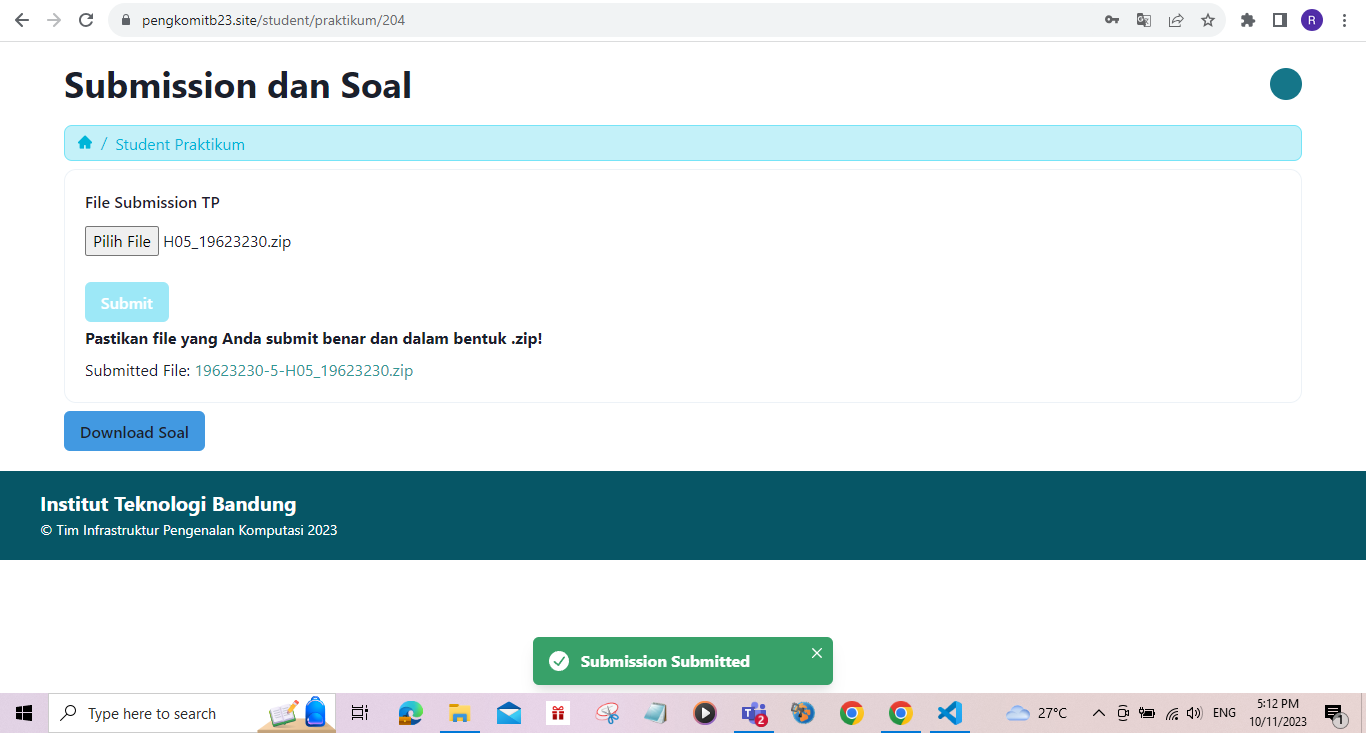 pengkomitb23.site/student/praktikum/204
R
Submission dan Soal
/ Student Praktikum
File Submission TP
Pilih File H05_19623230.zip
Submit
Pastikan file yang Anda submit benar dan dalam bentuk .zip!
Submitted File: 19623230-5-H05_19623230.zip
Download Soal
Institut Teknologi Bandung
© Tim Infrastruktur Pengenalan Komputasi 2023
Submission Submitted
Type here to search
2
27°C
ENG
5:12 PM
10/11/2023
1